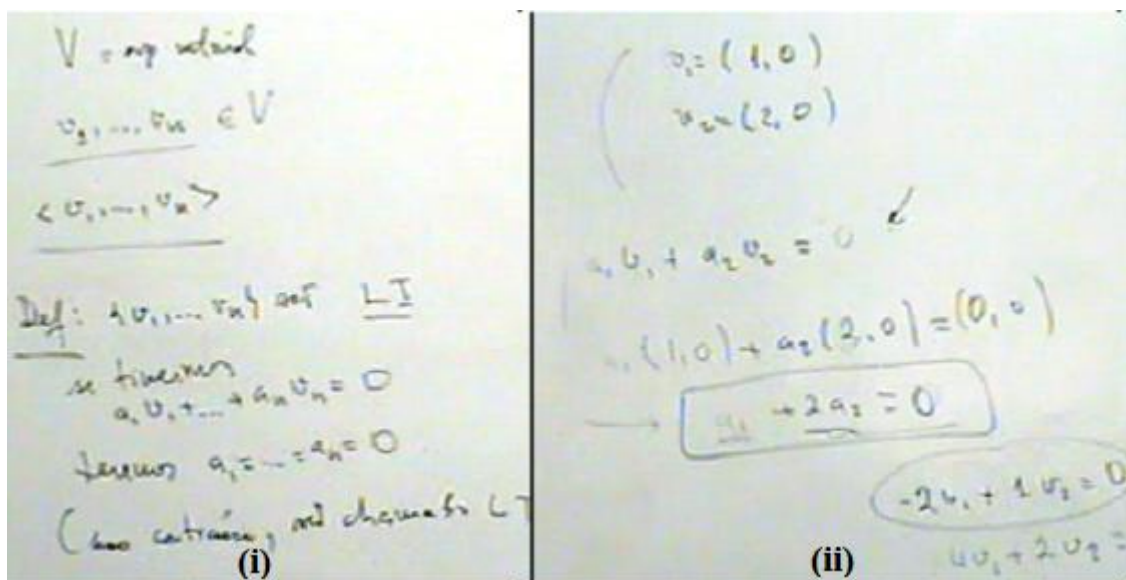 V = esp vetorial
v₁, ..., vₙ ∈ V
<v₁, ..., vₙ>
Def: {v₁, ..., vₙ} são LI
se tivermos
a₁v₁ + ... + aₙvₙ = 0
teremos a₁ = ... = aₙ = 0
(caso contrário, são chamados L
(i)
v₁ = (1, 0)
v₂ = (2, 0)
a₁v₁ + a₂v₂ = 0
(1, 0) + a₂(2, 0) = (0, 0)
a₁ + 2a₂ = 0
-2v₁ + 1v₂ = 0
4v₁ + 2v₂ =
(ii)